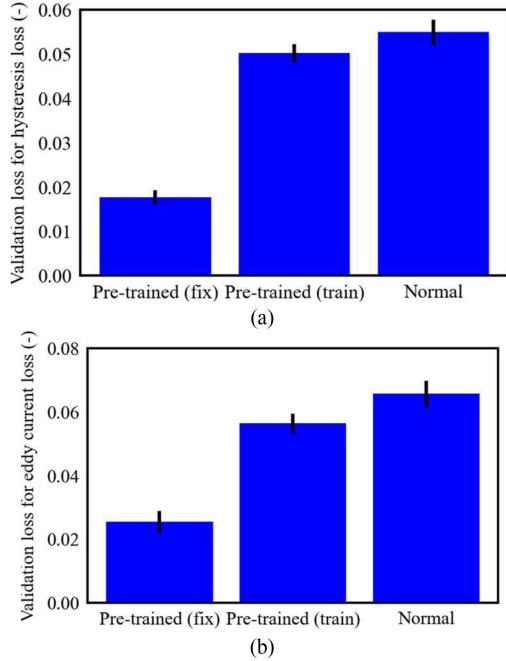 Validation loss for hysteresis loss (-)
0.06
0.05
0.04
0.03
0.02
0.01
0.00
Pre-trained (fix) Pre-trained (train) Normal
(a)
Validation loss for eddy current loss (-)
0.08
0.06
0.04
0.02
0.00
Pre-trained (fix) Pre-trained (train) Normal
(b)